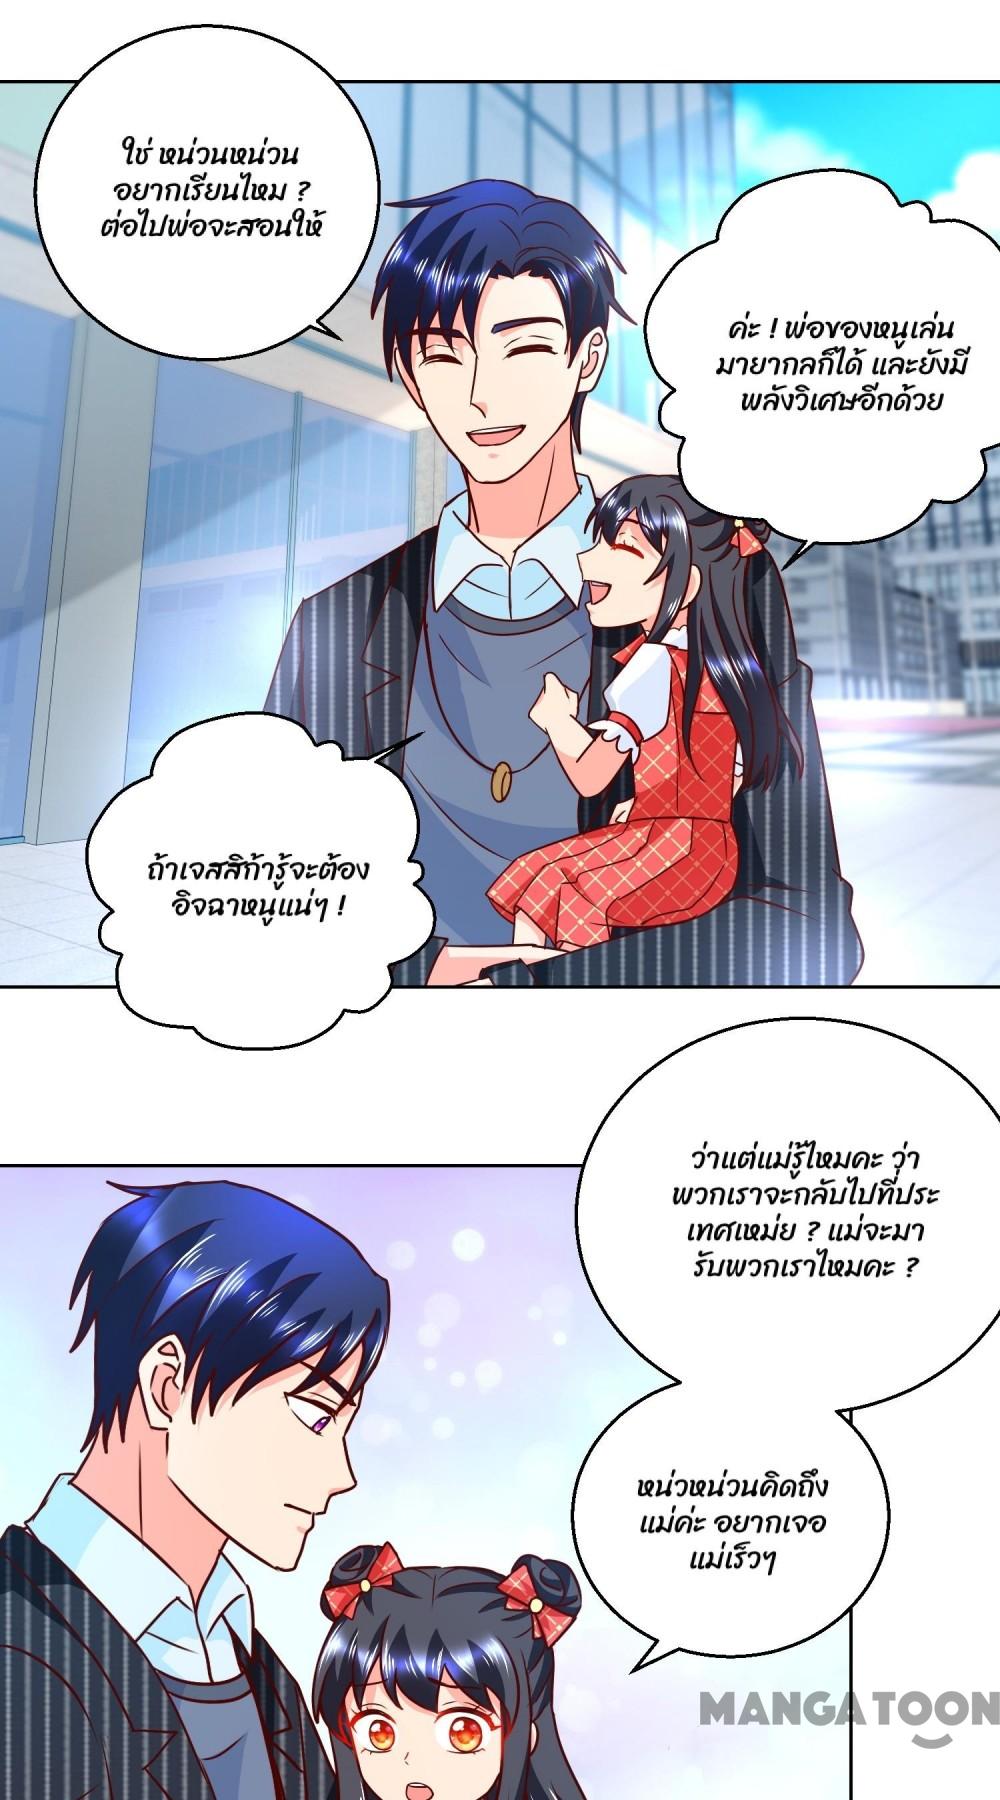 ใช่ หน่วนหน่วน
อยากเรียนไหม ?
ต่อไปพ่อจะสอนให้
ค่ะ ! พ่อของหนูเล่น
มายากลก็ได้ และยังมี
พลังวิเศษอีกด้วย
ถ้าเจสสิก้ารู้จะต้อง
อิจฉาหนูแน่ๆ !
ว่าแต่แม่รู้ไหมคะ ว่า
พวกเราจะกลับไปที่ประ
เทศเหม่ย ? แม่จะมา
รับพวกเราไหมคะ ?
หน่วหน่วนคิดถึง
แม่ค่ะ อยากเจอ
แม่เร็วๆ
MANGATOON